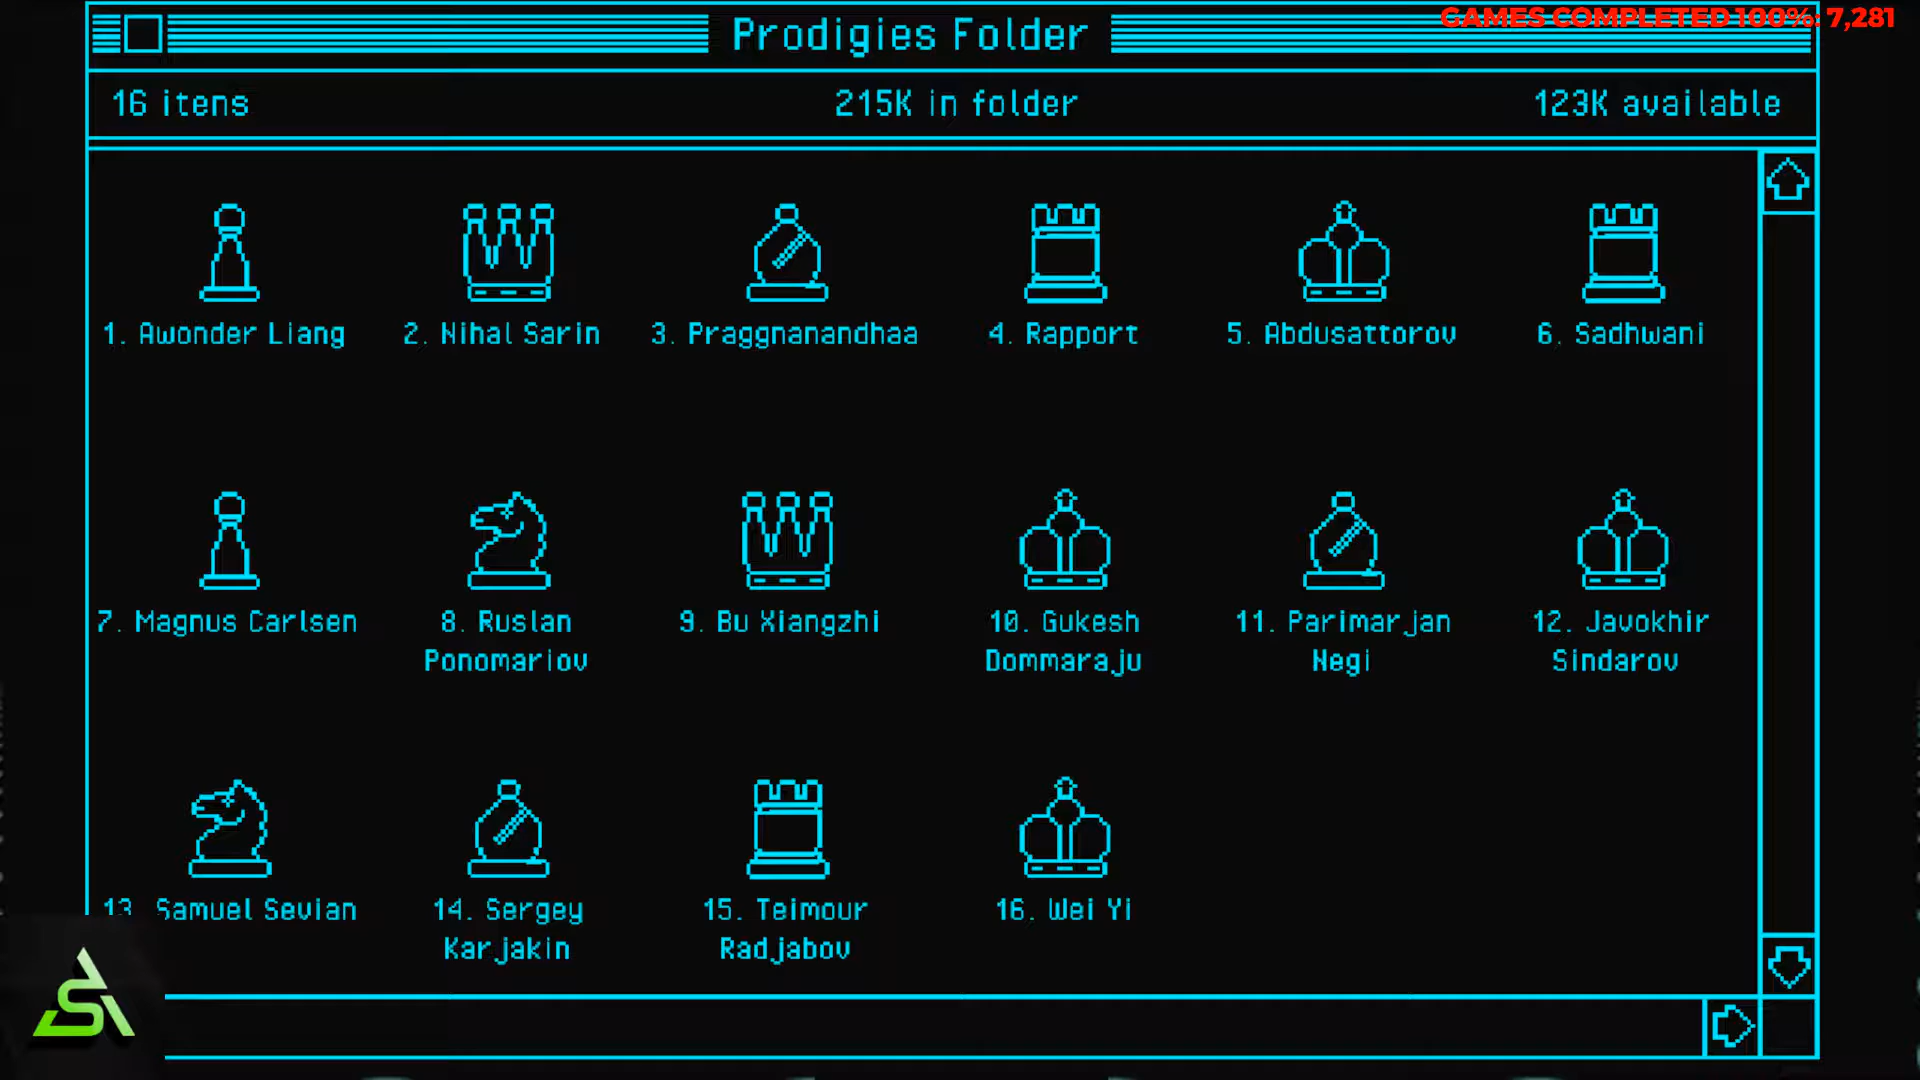 GAMES COMPLETED 100%: 7,281
Prodigies Folder
16 itens
215K in folder
123K available
1. Awonder Liang
2. Nihal Sarin
3. Praggnanandhaa
4. Rapport
5. Abdusattorov
6. Sadhwani
7. Magnus Carlsen
8. Ruslan
Ponomariov
9. Bu Xiangzhi
10. Gukesh
Dommaraju
11. Parimarjan
Negi
12. Javokhir
Sindarov
13. Samuel Sevian
14. Sergey
Karjakin
15. Teimour
Radjabov
16. Wei Yi